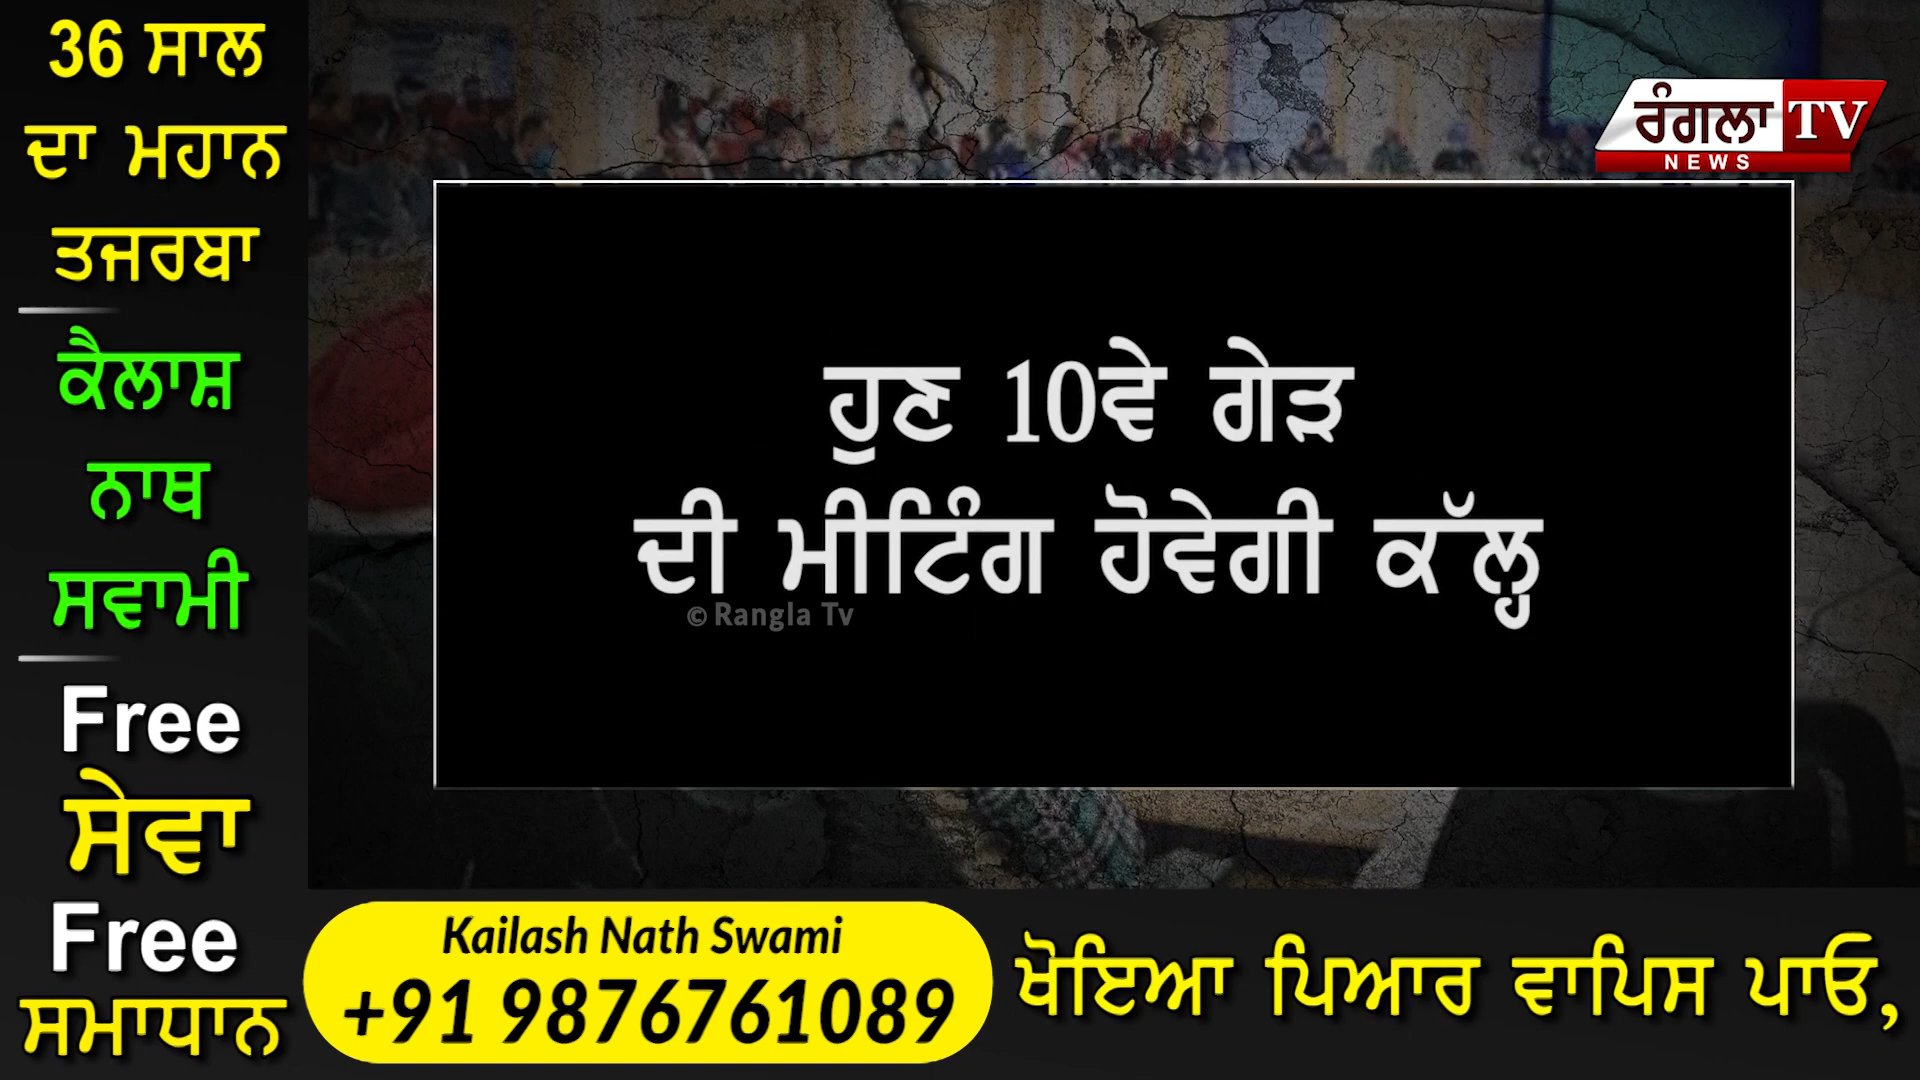 36 ਸਾਲ
ਦਾ ਮਹਾਨ
ਤਜਰਬਾ
ਕੈਲਾਸ਼
ਨਾਥ
ਸਵਾਮੀ
Free
ਸੇਵਾ
Free
ਸਮਾਧਾਨ
ਰੰਗਲਾ TV
NEWS
ਹੁਣ 10ਵੇ ਗੇੜ
ਦੀ ਮੀਟਿੰਗ ਹੋਵੇਗੀ ਕੱਲ੍ਹ
© Rangla Tv
Kailash Nath Swami
+91 9876761089
ਖੋਇਆ ਪਿਆਰ ਵਾਪਿਸ ਪਾਓ,